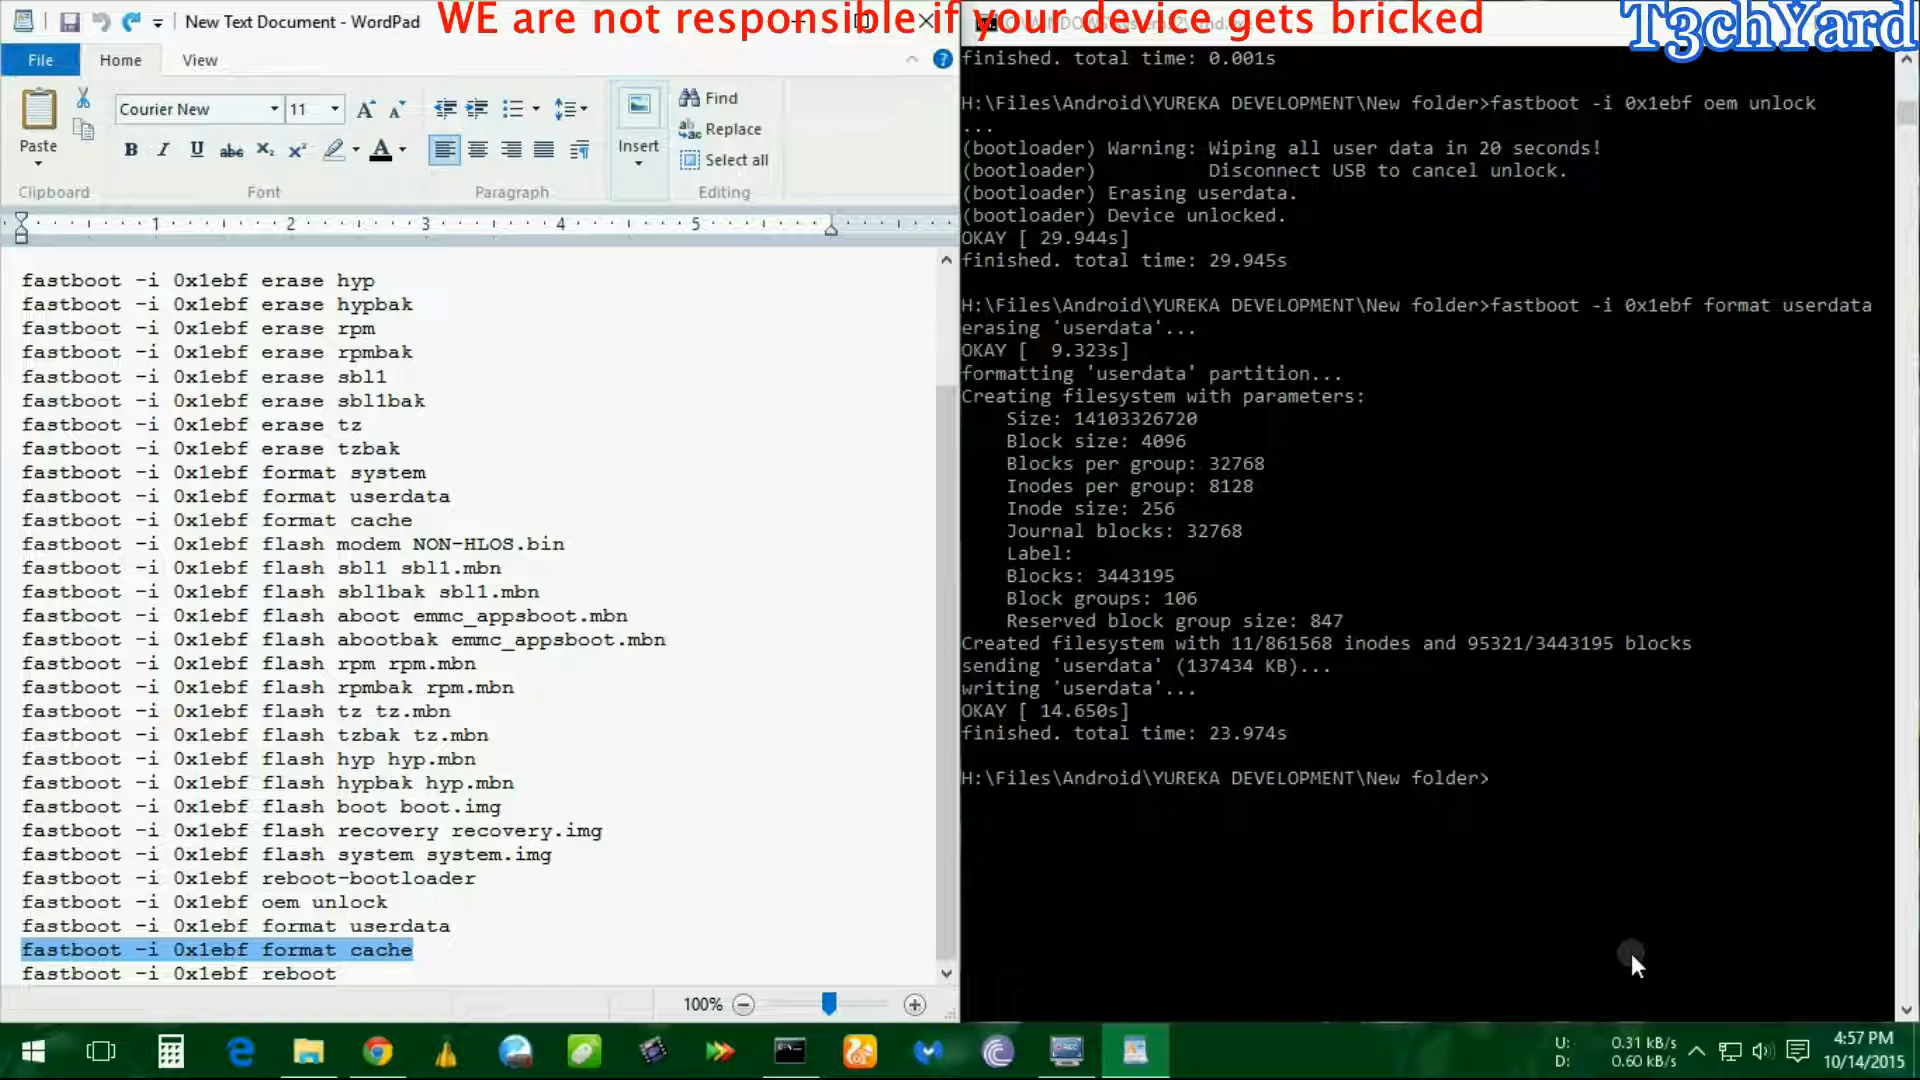 WE are not responsible if your device gets bricked
T3chYard
New Text Document - WordPad
File
Home
View
Paste
Clipboard
Courier New
11
Font
Paragraph
Insert
Find
Replace
Select all
Editing
1 2 3 4 5
fastboot -i 0x1ebf erase hyp
fastboot -i 0x1ebf erase hypbak
fastboot -i 0x1ebf erase rpm
fastboot -i 0x1ebf erase rpmbak
fastboot -i 0x1ebf erase sbl1
fastboot -i 0x1ebf erase sbl1bak
fastboot -i 0x1ebf erase tz
fastboot -i 0x1ebf erase tzbak
fastboot -i 0x1ebf format system
fastboot -i 0x1ebf format userdata
fastboot -i 0x1ebf format cache
fastboot -i 0x1ebf flash modem NON-HLOS.bin
fastboot -i 0x1ebf flash sbl1 sbl1.mbn
fastboot -i 0x1ebf flash sbl1bak sbl1.mbn
fastboot -i 0x1ebf flash aboot emmc_appsboot.mbn
fastboot -i 0x1ebf flash abootbak emmc_appsboot.mbn
fastboot -i 0x1ebf flash rpm rpm.mbn
fastboot -i 0x1ebf flash rpmbak rpm.mbn
fastboot -i 0x1ebf flash tz tz.mbn
fastboot -i 0x1ebf flash tzbak tz.mbn
fastboot -i 0x1ebf flash hyp hyp.mbn
fastboot -i 0x1ebf flash hypbak hyp.mbn
fastboot -i 0x1ebf flash boot boot.img
fastboot -i 0x1ebf flash recovery recovery.img
fastboot -i 0x1ebf flash system system.img
fastboot -i 0x1ebf reboot-bootloader
fastboot -i 0x1ebf oem unlock
fastboot -i 0x1ebf format userdata
fastboot -i 0x1ebf format cache
fastboot -i 0x1ebf reboot
100%
finished. total time: 0.001s
H:\Files\Android\YUREKA DEVELOPMENT\New folder>fastboot -i 0x1ebf oem unlock
...
(bootloader) Warning: Wiping all user data in 20 seconds!
(bootloader)          Disconnect USB to cancel unlock.
(bootloader) Erasing userdata.
(bootloader) Device unlocked.
OKAY [ 29.944s]
finished. total time: 29.945s
H:\Files\Android\YUREKA DEVELOPMENT\New folder>fastboot -i 0x1ebf format userdata
erasing 'userdata'...
OKAY [  9.323s]
formatting 'userdata' partition...
Creating filesystem with parameters:
Size: 14103326720
Block size: 4096
Blocks per group: 32768
Inodes per group: 8128
Inode size: 256
Journal blocks: 32768
Label:
Blocks: 3443195
Block groups: 106
Reserved block group size: 847
Created filesystem with 11/861568 inodes and 95321/3443195 blocks
sending 'userdata' (137434 KB)...
writing 'userdata'...
OKAY [ 14.650s]
finished. total time: 23.974s
H:\Files\Android\YUREKA DEVELOPMENT\New folder>
U: 0.31 kB/s
D: 0.60 kB/s
4:57 PM
10/14/2015